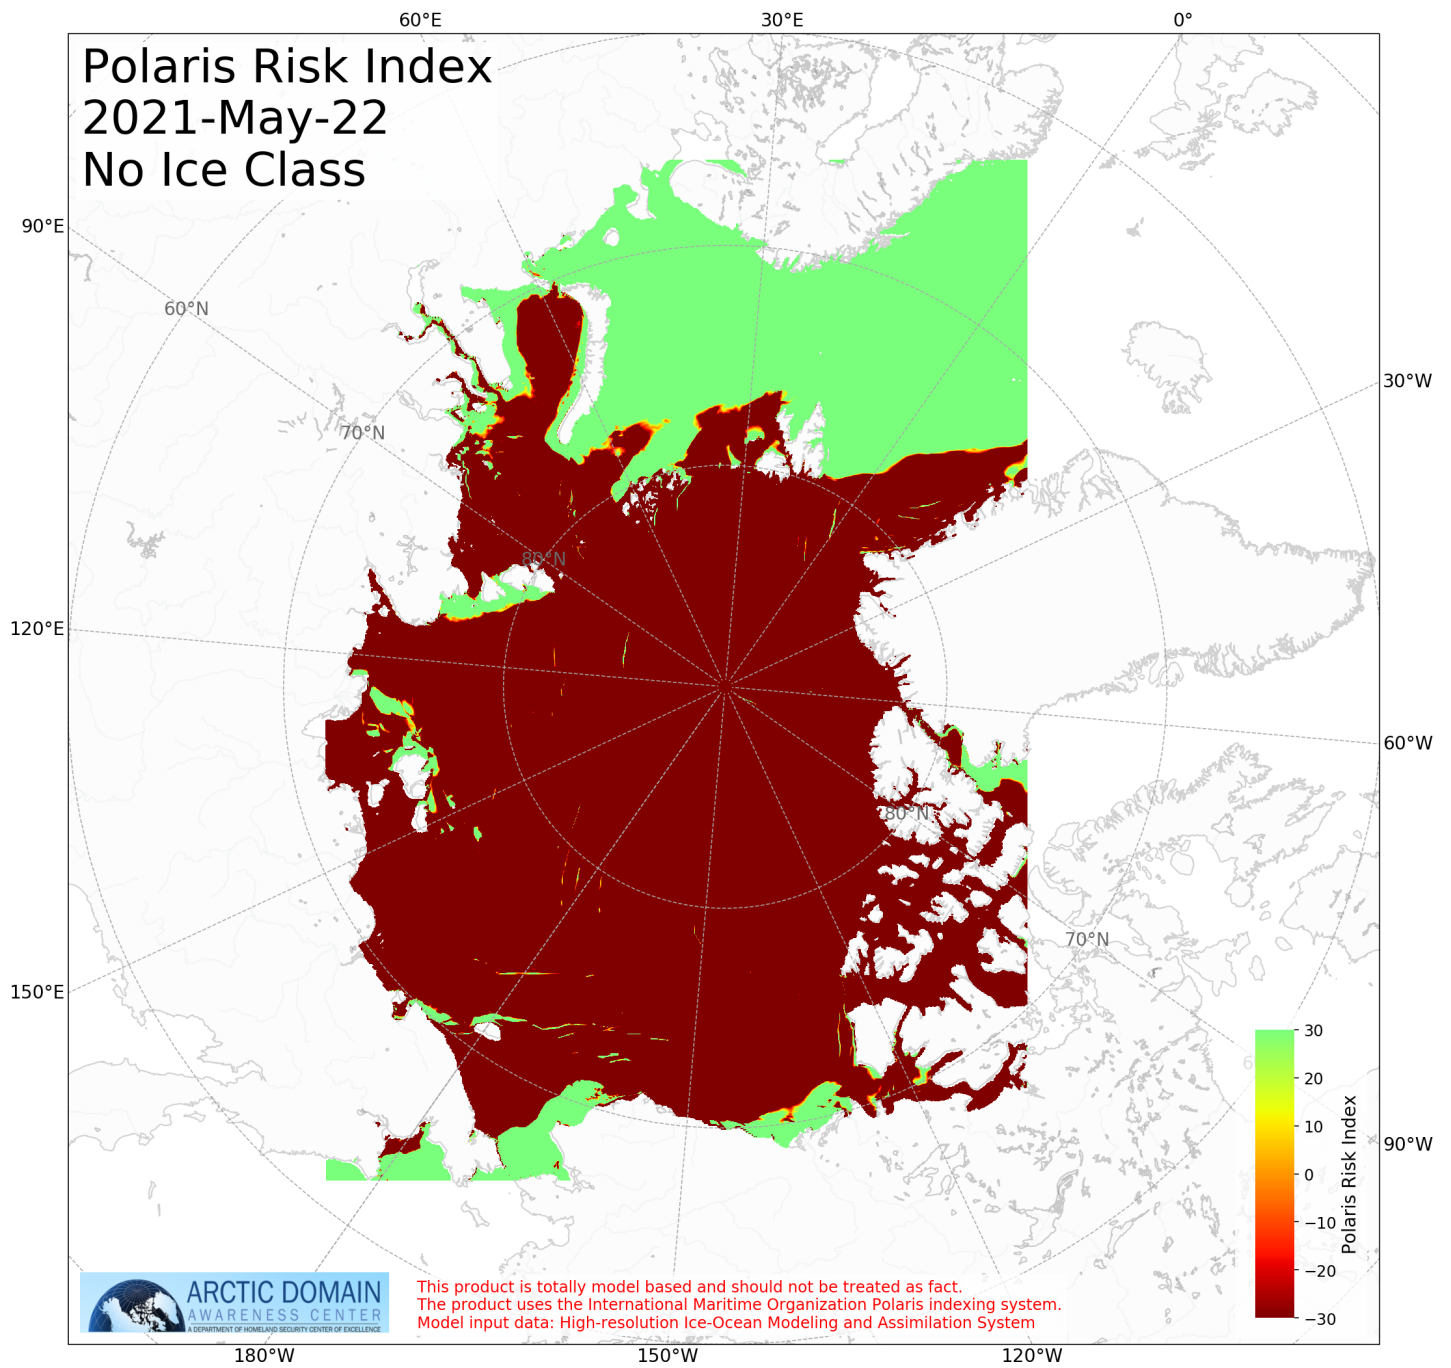 60°E
30°E
0°
Polaris Risk Index
2021-May-22
No Ice Class
90°E
60°N
30°W
70°N
80°N
120°E
60°W
80°N
70°N
150°E
30
20
10
0
−10
−20
−30
Polaris Risk Index
90°W
ARCTIC DOMAIN
AWARENESS CENTER
A DEPARTMENT OF HOMELAND SECURITY CENTER OF EXCELLENCE
This product is totally model based and should not be treated as fact.
The product uses the International Maritime Organization Polaris indexing system.
Model input data: High-resolution Ice-Ocean Modeling and Assimilation System
180°W
150°W
120°W